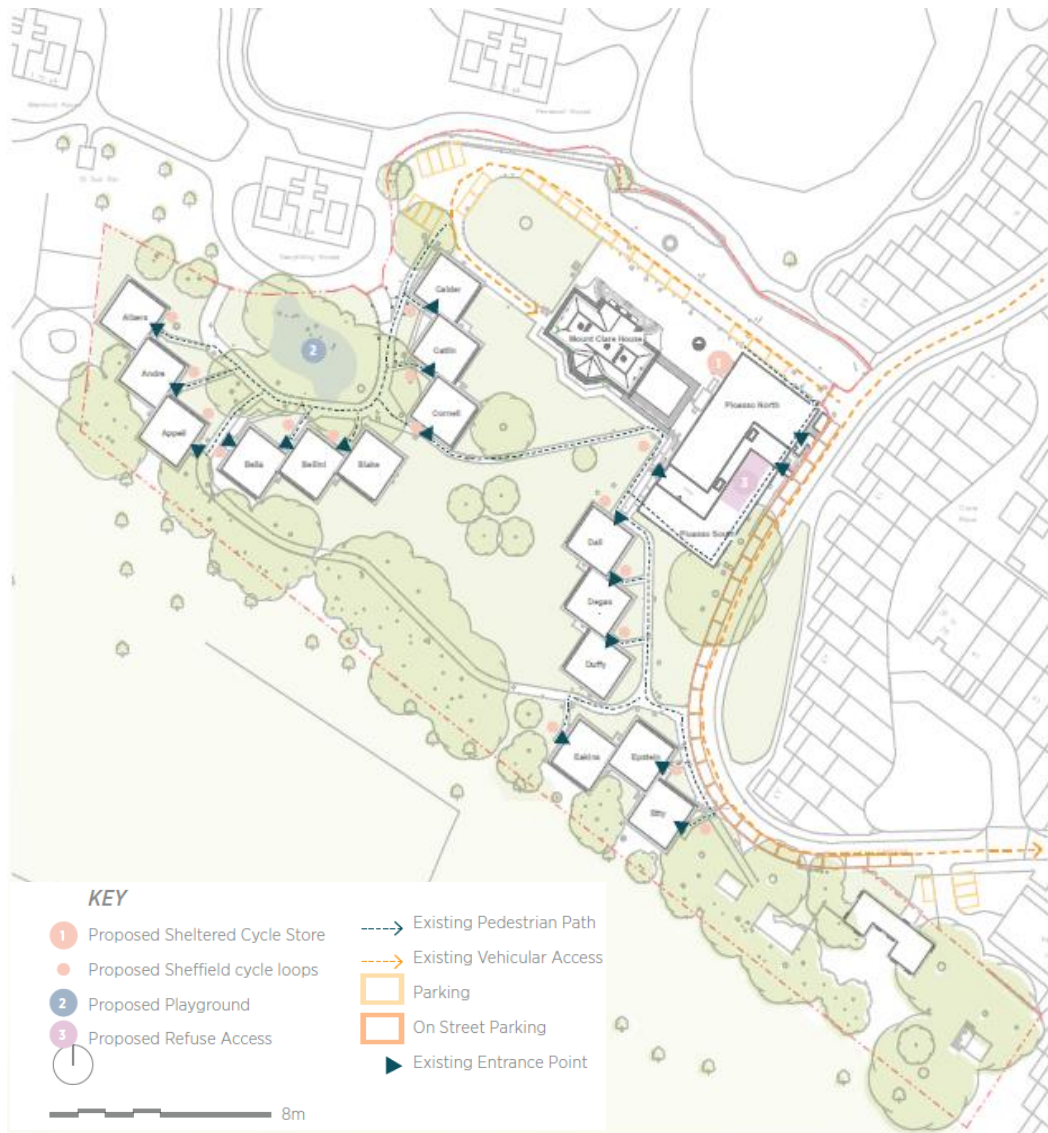 Calder
Albers
Catlin
Mount Clare House
1
2
Andre
Picasso North
Cornell
Appell
Bella
Bellini
Blake
3
Picasso South
Dali
Degas
Duffy
Eakins
Epstein
Etty
KEY
1 Proposed Sheltered Cycle Store
Proposed Sheffield cycle loops
2 Proposed Playground
3 Proposed Refuse Access
Existing Pedestrian Path
Existing Vehicular Access
Parking
On Street Parking
Existing Entrance Point
8m